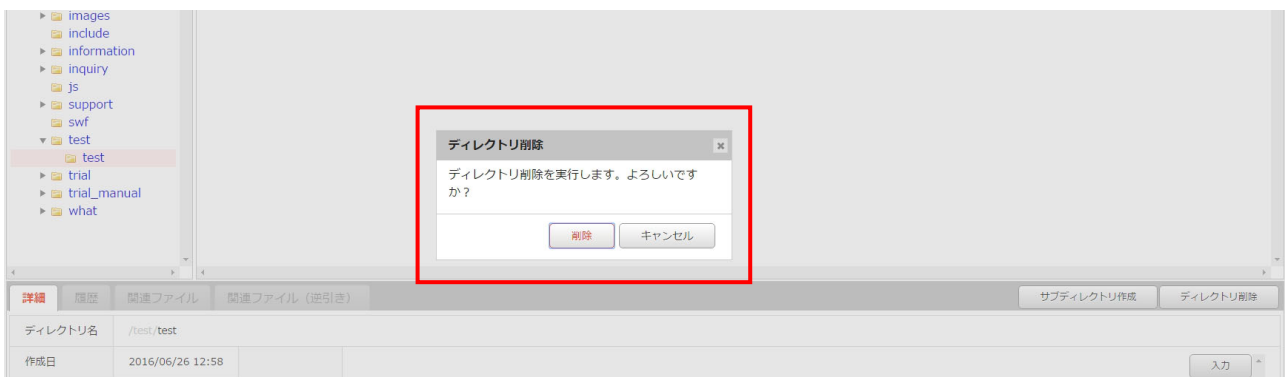 images
include
information
inquiry
js
support
swf
test
test
trial
trial_manual
what
ディレクトリ削除
ディレクトリ削除を実行します。よろしいです
か？
削除 キャンセル
詳細 履歴 関連ファイル 関連ファイル（逆引き） サブディレクトリ作成 ディレクトリ削除
ディレクトリ名 /test/test
作成日 2016/06/26 12:58 入力